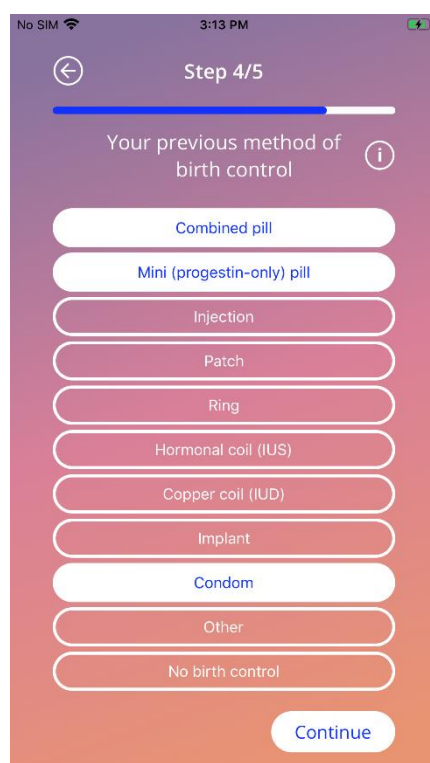 No SIM 3:13 PM
Step 4/5
Your previous method of
birth control
i
Combined pill
Mini (progestin-only) pill
Injection
Patch
Ring
Hormonal coil (IUS)
Copper coil (IUD)
Implant
Condom
Other
No birth control
Continue